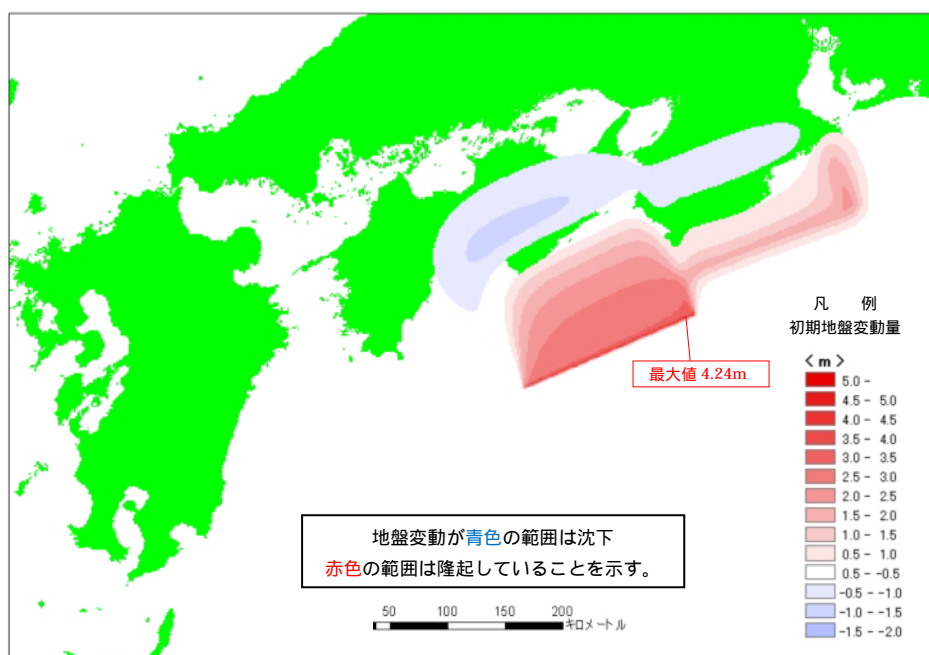 凡 例
初期地盤変動量
< m >
5.0 -
4.5 - 5.0
4.0 - 4.5
3.5 - 4.0
3.0 - 3.5
2.5 - 3.0
2.0 - 2.5
1.5 - 2.0
1.0 - 1.5
0.5 - 1.0
0.5 - -0.5
-0.5 - -1.0
-1.0 - -1.5
-1.5 - -2.0
最大値 4.24m
地盤変動が青色の範囲は沈下
赤色の範囲は隆起していることを示す。
50 100 150 200
キロメートル